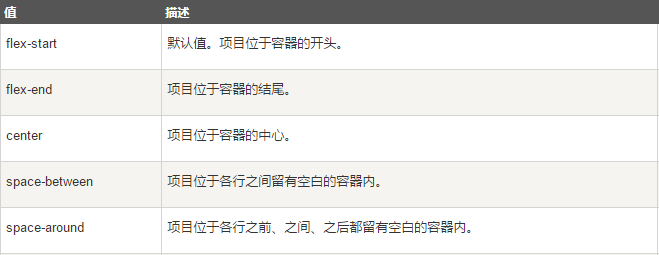 值 描述
flex-start 默认值。项目位于容器的开头。
flex-end 项目位于容器的结尾。
center 项目位于容器的中心。
space-between 项目位于各行之间留有空白的容器内。
space-around 项目位于各行之前、之间、之后都留有空白的容器内。